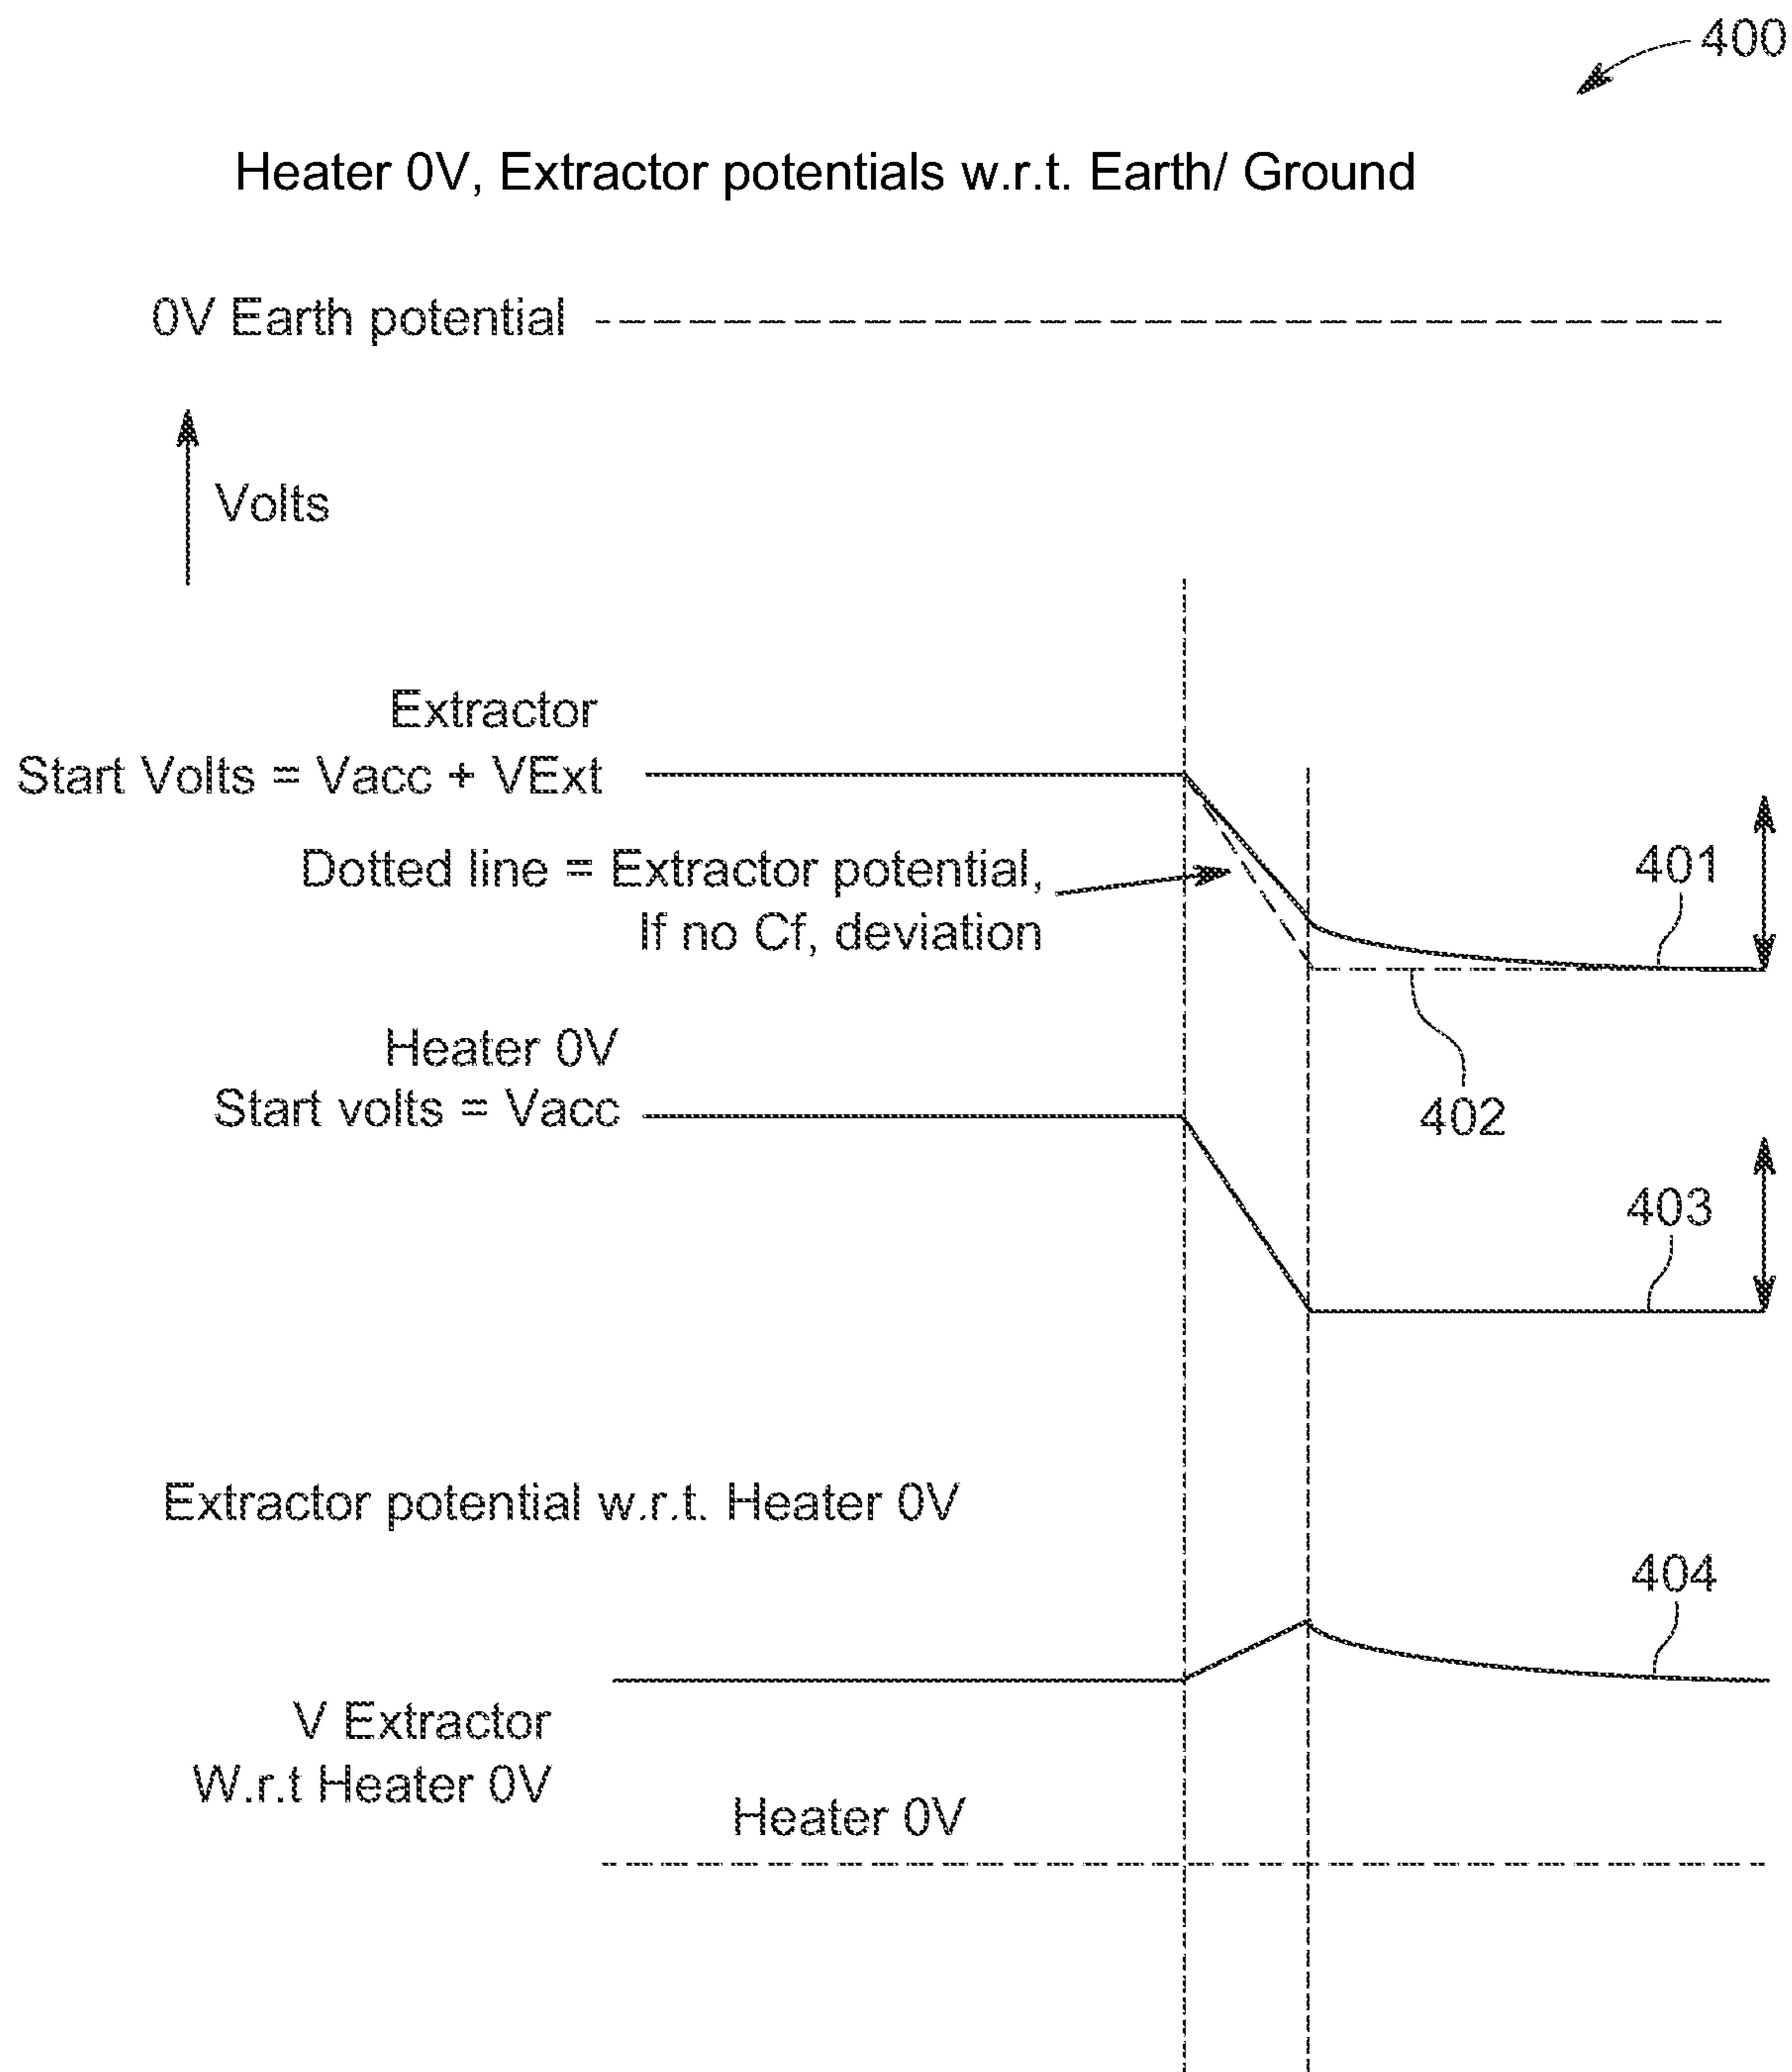 400
Heater 0V, Extractor potentials w.r.t. Earth/ Ground
0V Earth potential
Volts
Extractor
Start Volts = Vacc + VExt
Dotted line = Extractor potential,
If no Cf, deviation
401
402
Heater 0V
Start volts = Vacc
403
Extractor potential w.r.t. Heater 0V
404
V Extractor
W.r.t Heater 0V
Heater 0V